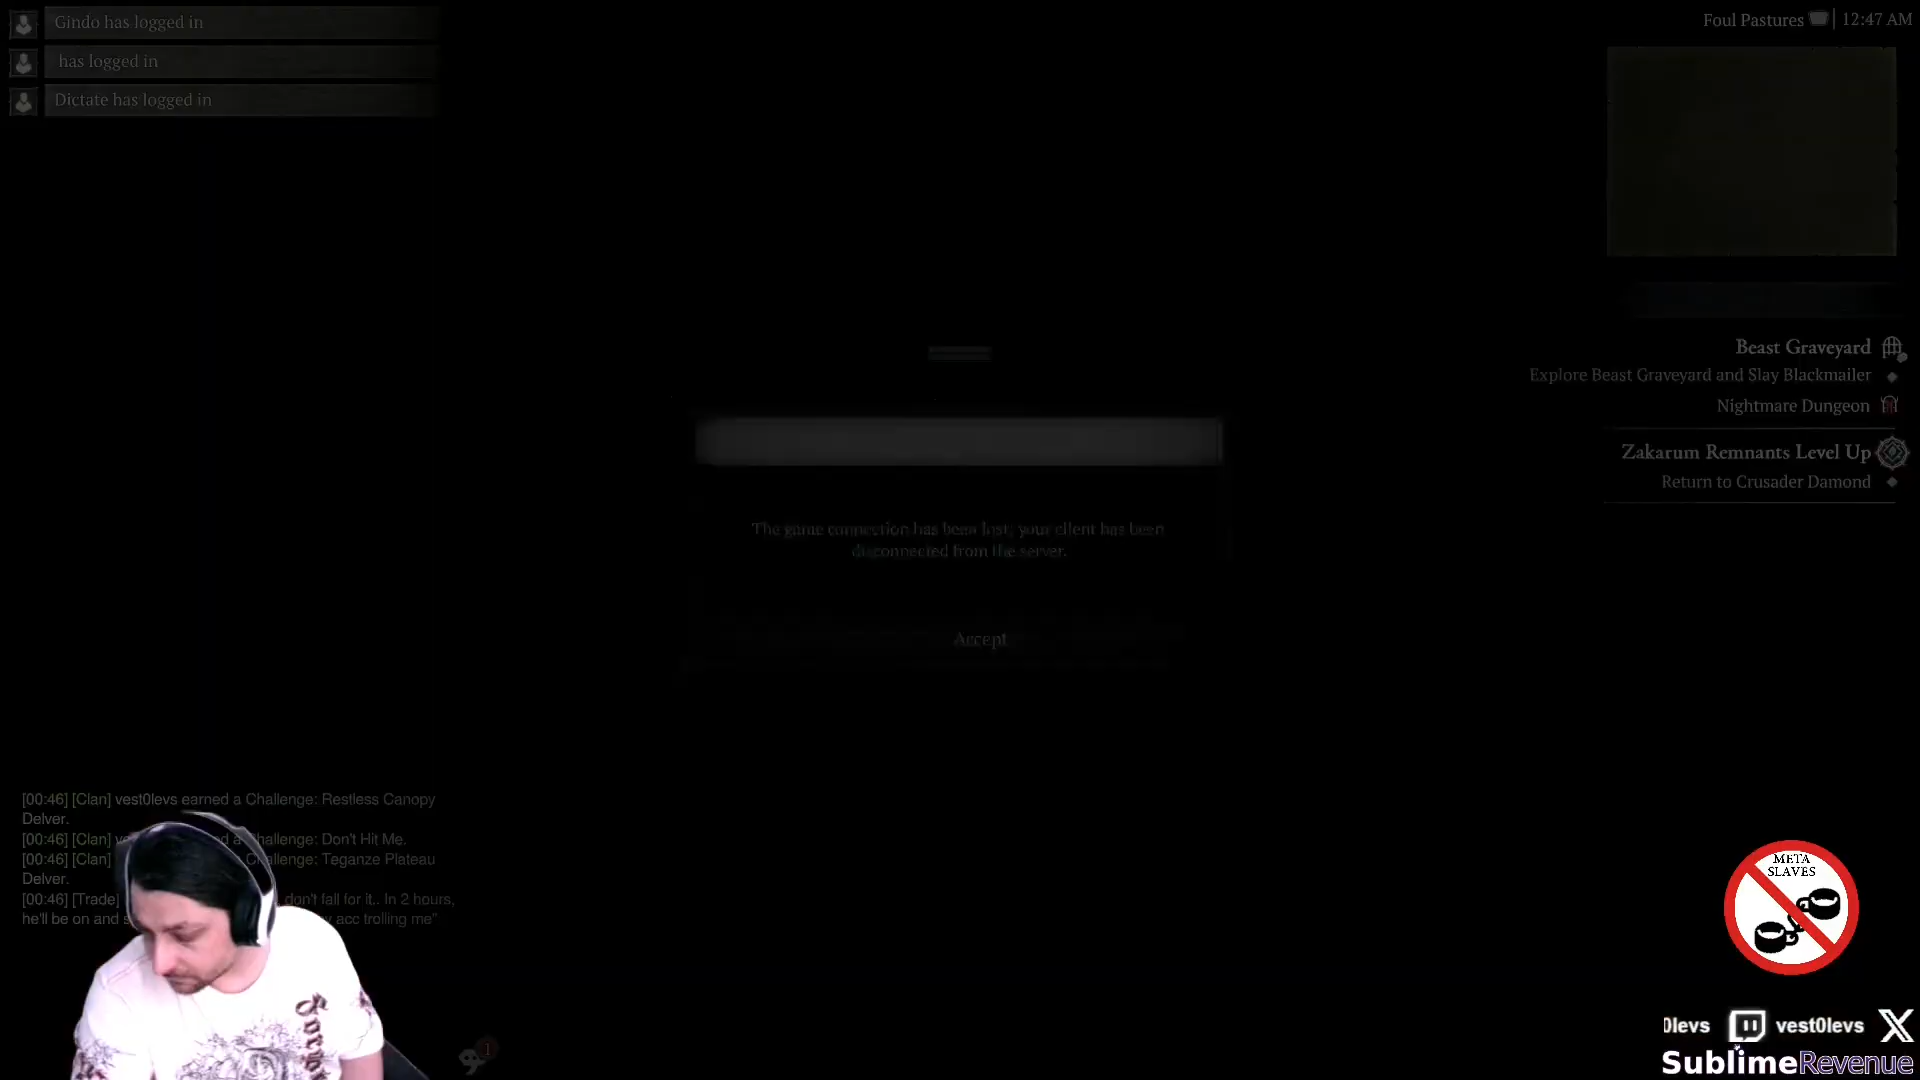 Gindo has logged in
has logged in
Dictate has logged in
Foul Pastures
12:47 AM
Beast Graveyard
Explore Beast Graveyard and Slay Blackmailer
Nightmare Dungeon
Zakarum Remnants Level Up
Return to Crusader Damond
The game connection has been lost; your client has been
disconnected from the server.
Accept
[00:46] [Clan] vest0levs earned a Challenge: Restless Canopy
Delver.
[00:46] [Clan] d a Challenge: Don't Hit Me.
[00:46] [Clan] Challenge: Teganze Plateau
Delver.
[00:46] [Trade] don't fall for it.. In 2 hours,
he'll be on and acc trolling me"
1
META
SLAVES
0levs vest0levs
SublimeRevenue